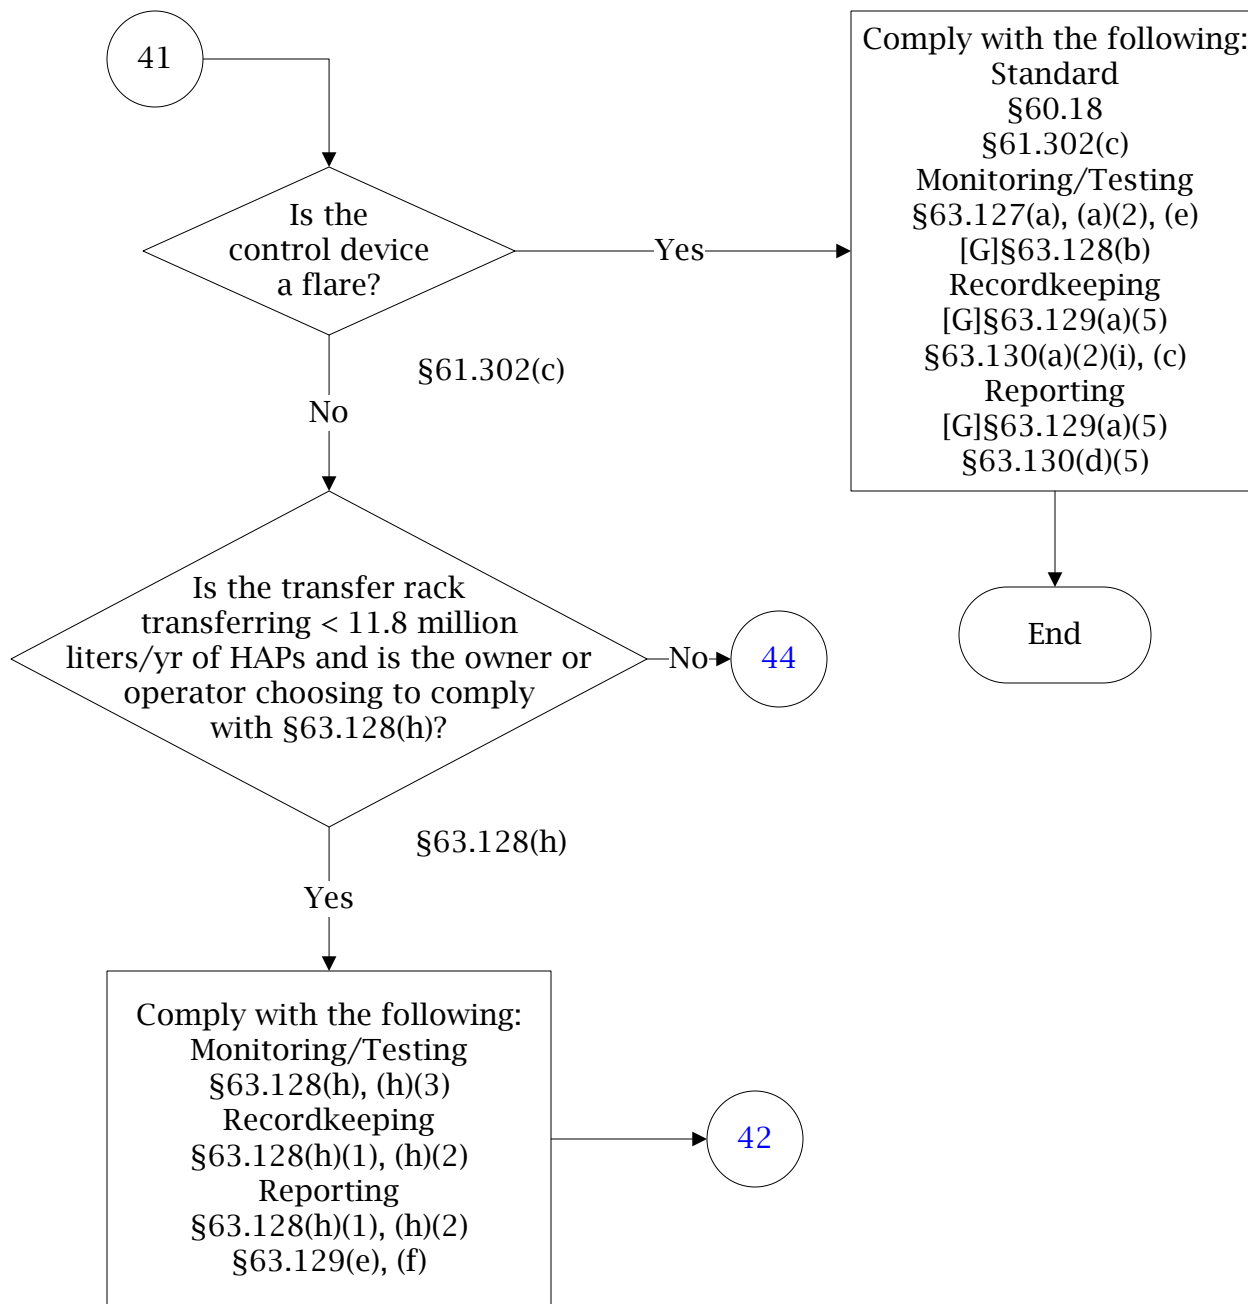 41
Is the
control device
a flare?
Yes
Comply with the following:
Standard
§60.18
§61.302(c)
Monitoring/Testing
§63.127(a), (a)(2), (e)
[G]§63.128(b)
Recordkeeping
[G]§63.129(a)(5)
§63.130(a)(2)(i), (c)
Reporting
[G]§63.129(a)(5)
§63.130(d)(5)
End
§61.302(c)
No
Is the transfer rack
transferring < 11.8 million
liters/yr of HAPs and is the owner or
operator choosing to comply
with §63.128(h)?
No
44
§63.128(h)
Yes
Comply with the following:
Monitoring/Testing
§63.128(h), (h)(3)
Recordkeeping
§63.128(h)(1), (h)(2)
Reporting
§63.128(h)(1), (h)(2)
§63.129(e), (f)
42